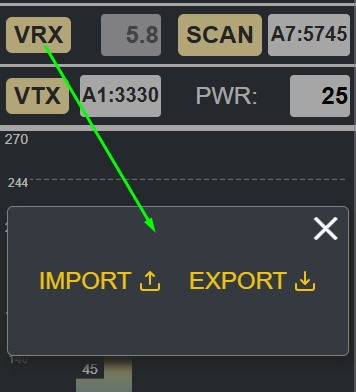 VRX 5.8 SCAN A7:5745
VTX A1:3330 PWR: 25
270
244
IMPORT EXPORT
45